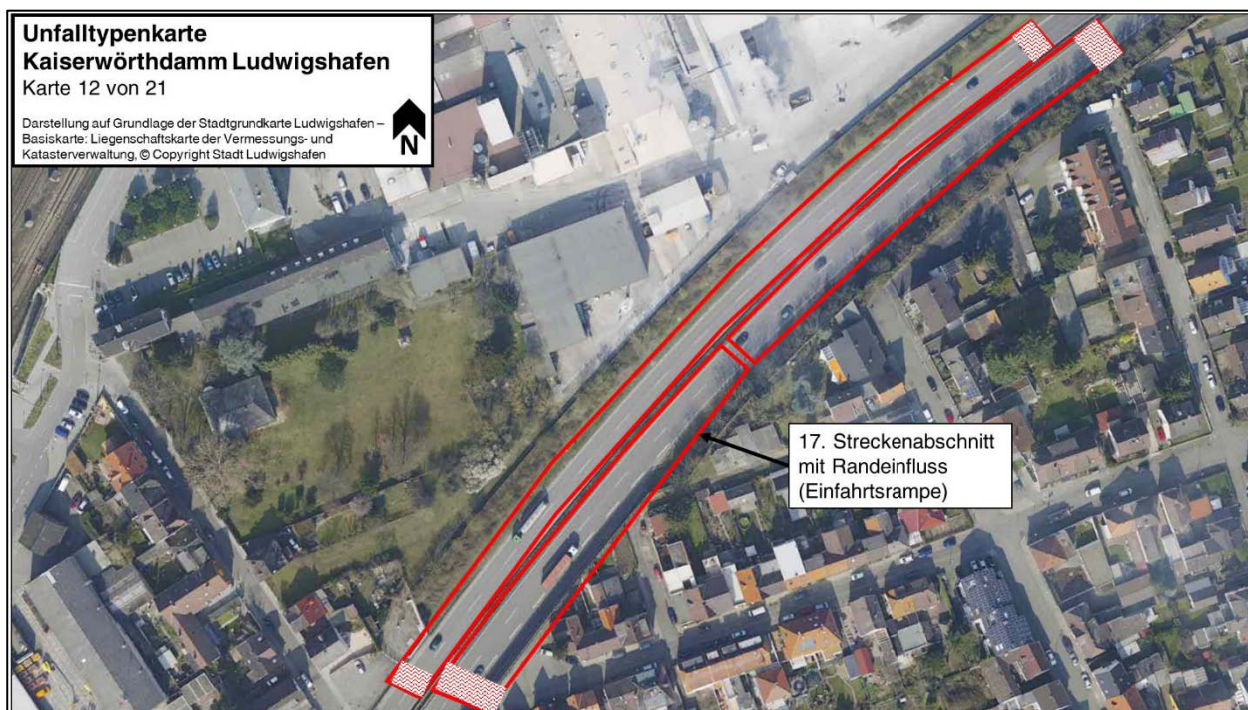 Unfalltypenkarte
Kaiserwörthdamm Ludwigshafen
Karte 12 von 21
Darstellung auf Grundlage der Stadtgrundkarte Ludwigshafen –
Basiskarte: Liegenschaftskarte der Vermessungs- und
Katasterverwaltung, © Copyright Stadt Ludwigshafen
N
17. Streckenabschnitt
mit Randeinfluss
(Einfahrtsrampe)